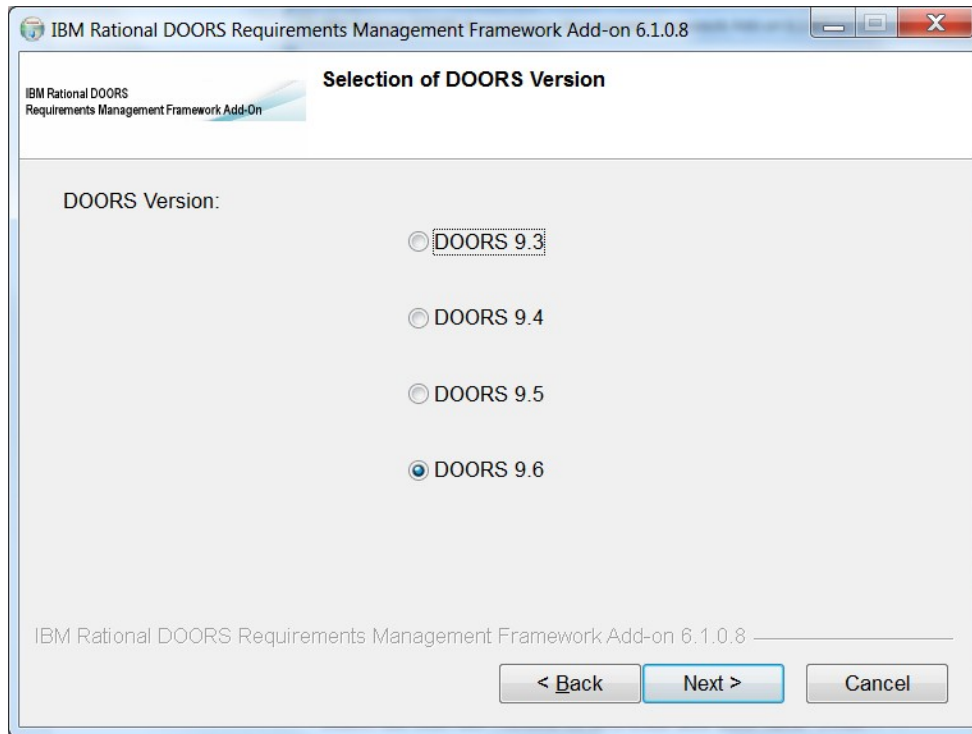 IBM Rational DOORS Requirements Management Framework Add-on 6.1.0.8
IBM Rational DOORS
Requirements Management Framework Add-On
Selection of DOORS Version
DOORS Version:
DOORS 9.3
DOORS 9.4
DOORS 9.5
DOORS 9.6
IBM Rational DOORS Requirements Management Framework Add-on 6.1.0.8
< Back
Next >
Cancel